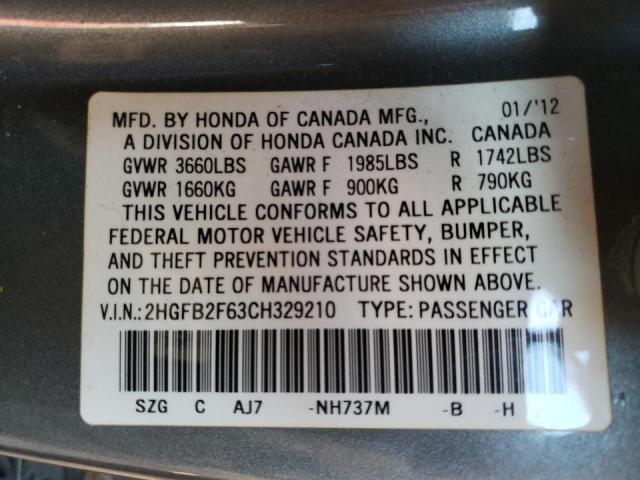 MFD. BY HONDA OF CANADA MFG., 01/'12
A DIVISION OF HONDA CANADA INC. CANADA
GVWR 3660LBS GAWR F 1985LBS R 1742LBS
GVWR 1660KG GAWR F 900KG R 790KG
THIS VEHICLE CONFORMS TO ALL APPLICABLE
FEDERAL MOTOR VEHICLE SAFETY, BUMPER,
AND THEFT PREVENTION STANDARDS IN EFFECT
ON THE DATE OF MANUFACTURE SHOWN ABOVE.
V.I.N.: 2HGFB2F63CH329210 TYPE: PASSENGER CAR
SZG C AJ7 -NH737M -B -H